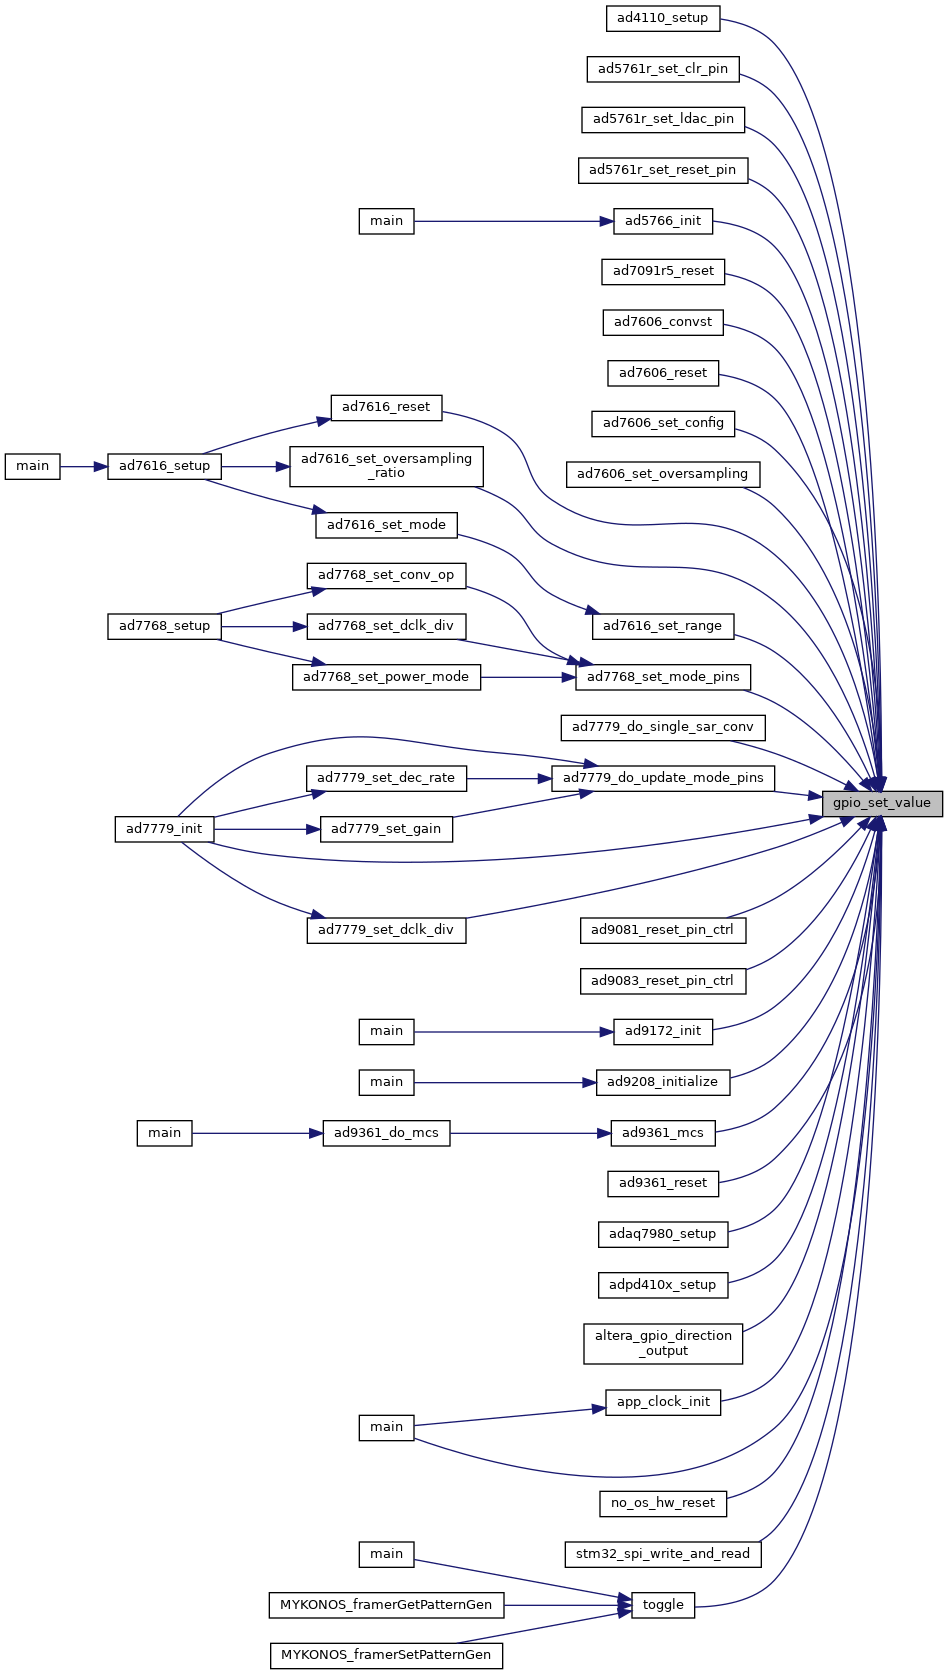 ad4110_setup
ad5761r_set_clr_pin
ad5761r_set_ldac_pin
ad5761r_set_reset_pin
main
ad5766_init
ad7091r5_reset
ad7606_convst
ad7606_reset
ad7616_reset
ad7606_set_config
main
ad7616_setup
ad7616_set_oversampling
_ratio
ad7606_set_oversampling
ad7616_set_mode
ad7768_set_conv_op
ad7768_setup
ad7768_set_dclk_div
ad7616_set_range
ad7768_set_power_mode
ad7768_set_mode_pins
ad7779_do_single_sar_conv
ad7779_set_dec_rate
ad7779_do_update_mode_pins
gpio_set_value
ad7779_init
ad7779_set_gain
ad7779_set_dclk_div
ad9081_reset_pin_ctrl
ad9083_reset_pin_ctrl
main
ad9172_init
main
ad9208_initialize
main
ad9361_do_mcs
ad9361_mcs
ad9361_reset
adaq7980_setup
adpd410x_setup
altera_gpio_direction
_output
app_clock_init
main
no_os_hw_reset
main
stm32_spi_write_and_read
MYKONOS_framerGetPatternGen
toggle
MYKONOS_framerSetPatternGen